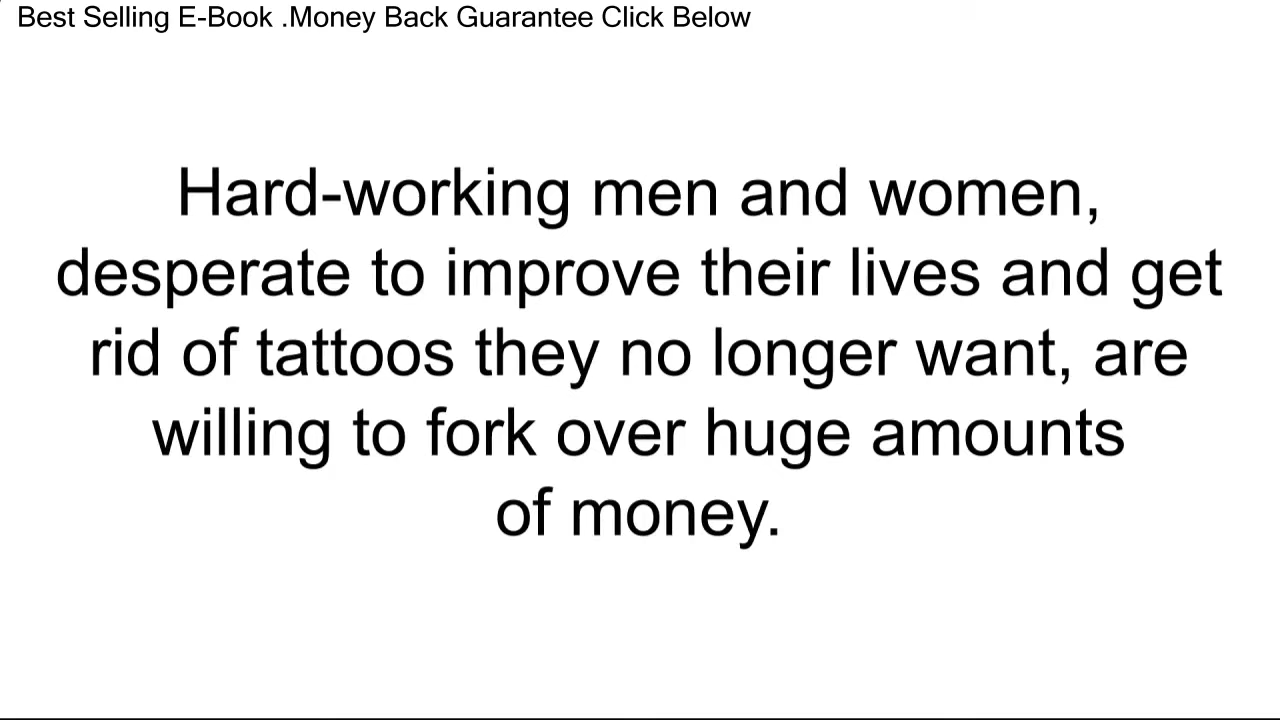 Best Selling E-Book .Money Back Guarantee Click Below
Hard-working men and women,
desperate to improve their lives and get
rid of tattoos they no longer want, are
willing to fork over huge amounts
of money.